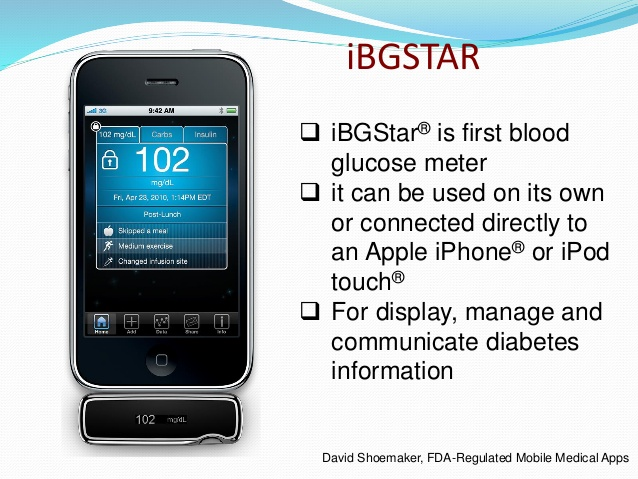 iBGSTAR
3G 9:42 AM
102 mg/dL Carbs Insulin
102
mg/dL
Fri, Apr 23, 2010, 1:14PM EDT
Post-Lunch
Skipped a meal
Medium exercise
Changed infusion site
Home Add Data Share Info
102 mg/dL
❑ iBGStar® is first blood
glucose meter
❑ it can be used on its own
or connected directly to
an Apple iPhone® or iPod
touch®
❑ For display, manage and
communicate diabetes
information
David Shoemaker, FDA-Regulated Mobile Medical Apps